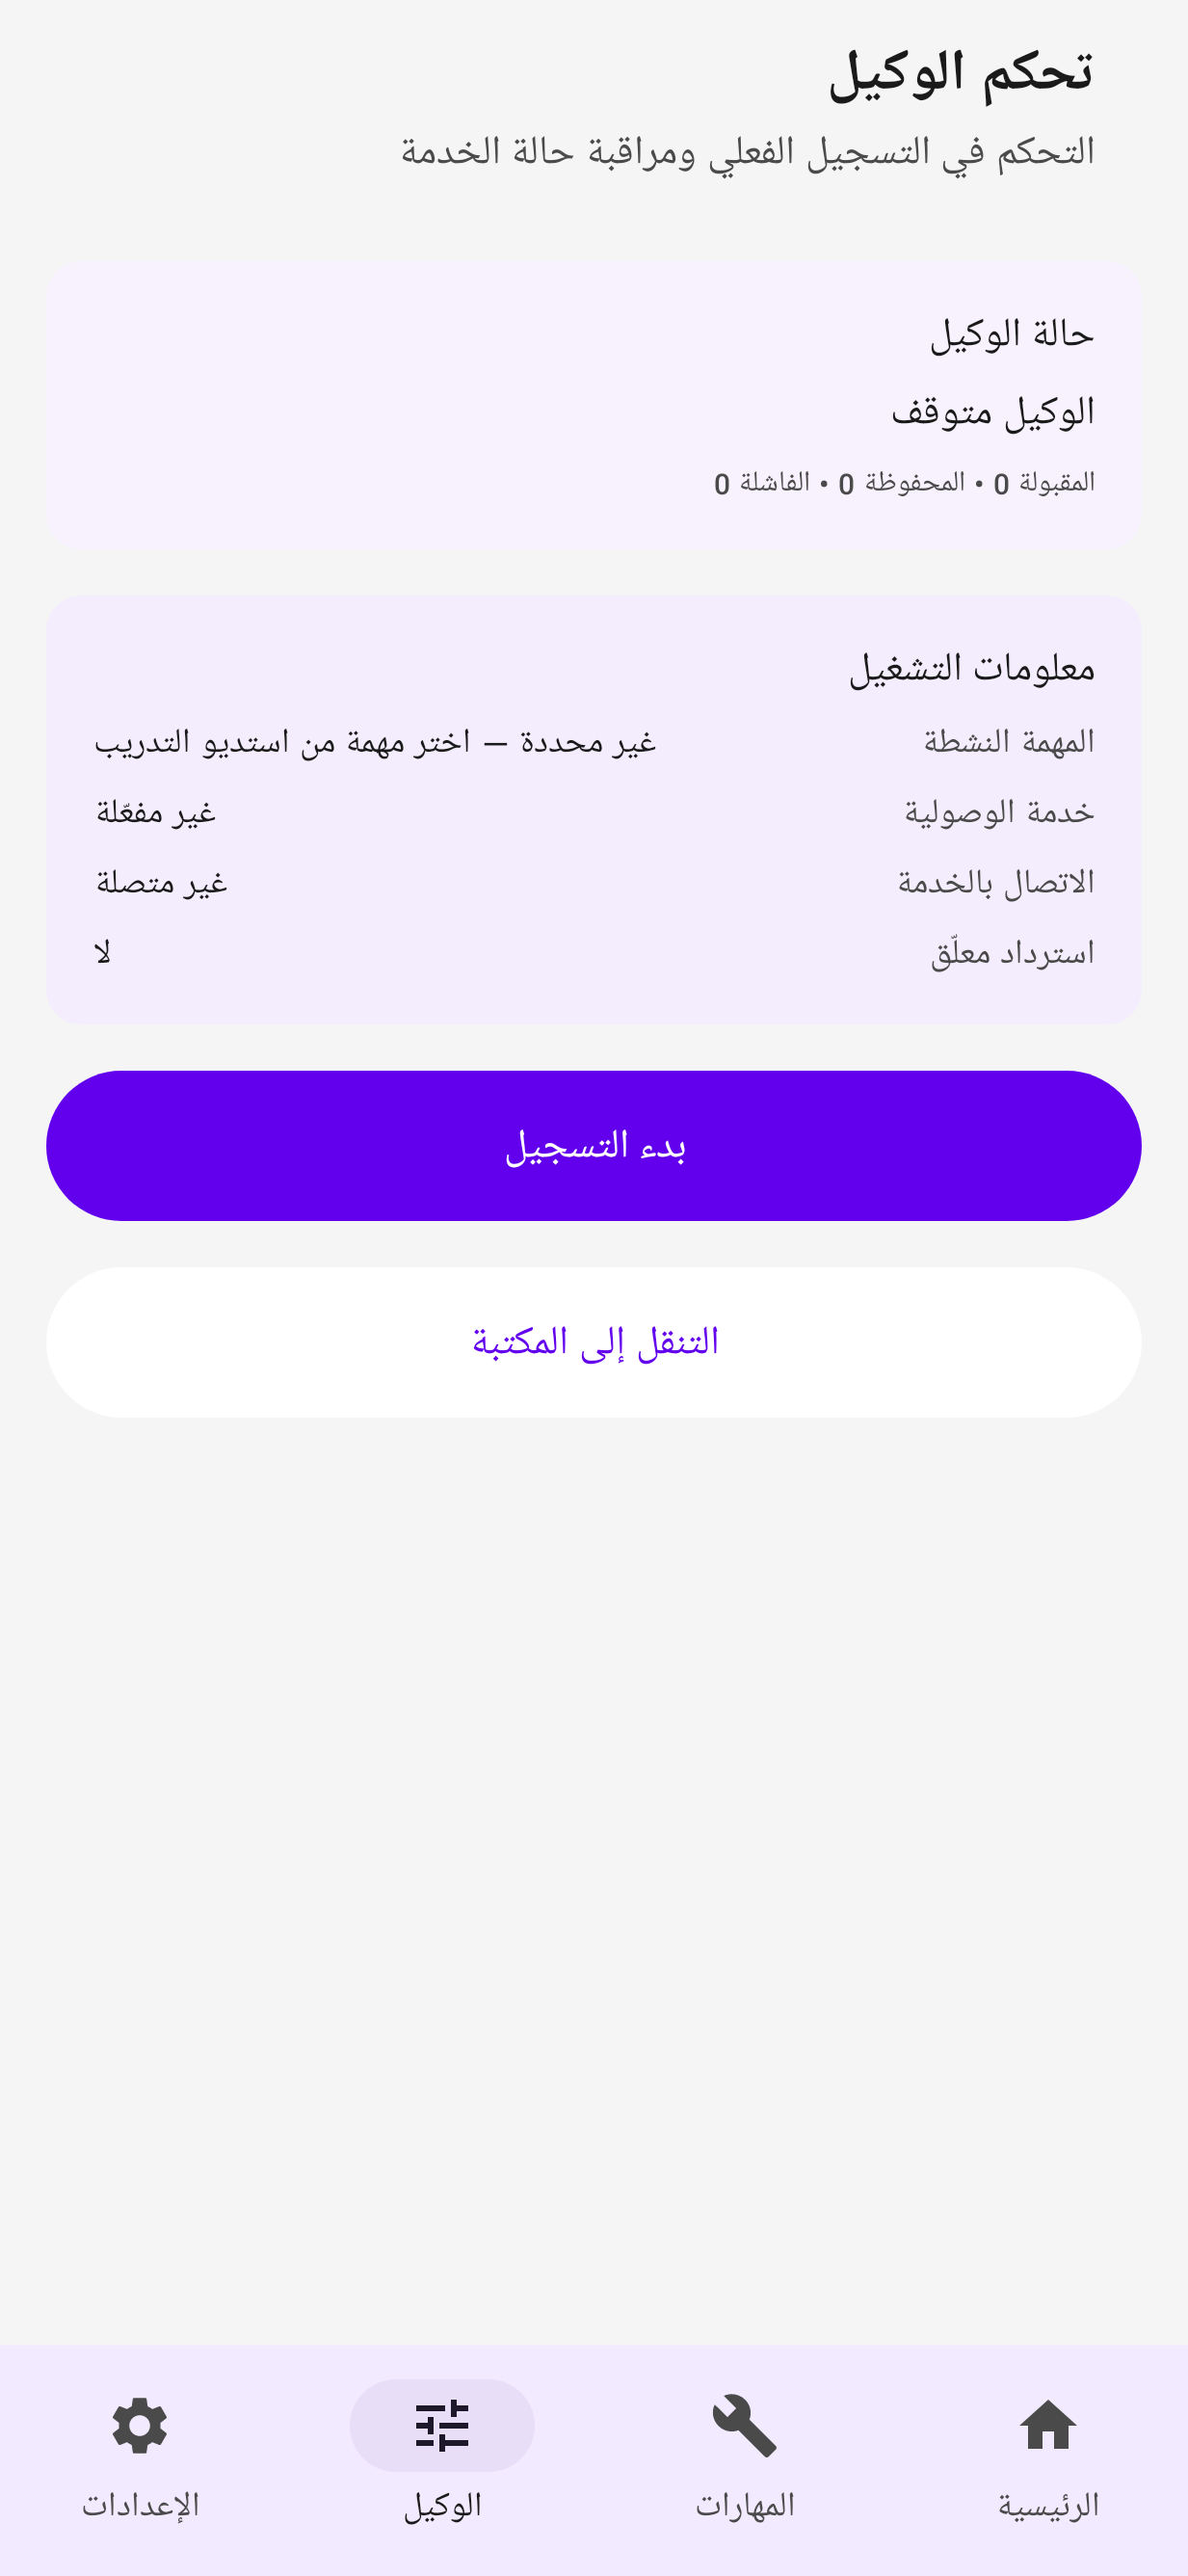 تحكم الوكيل
التحكم في التسجيل الفعلي ومراقبة حالة الخدمة
حالة الوكيل
الوكيل متوقف
المقبولة 0 • المحفوظة 0 • الفاشلة 0
معلومات التشغيل
المهمة النشطة غير محددة — اختر مهمة من استديو التدريب
خدمة الوصولية غير مفعّلة
الاتصال بالخدمة غير متصلة
استرداد معلّق لا
بدء التسجيل
التنقل إلى المكتبة
الرئيسية المهارات الوكيل الإعدادات